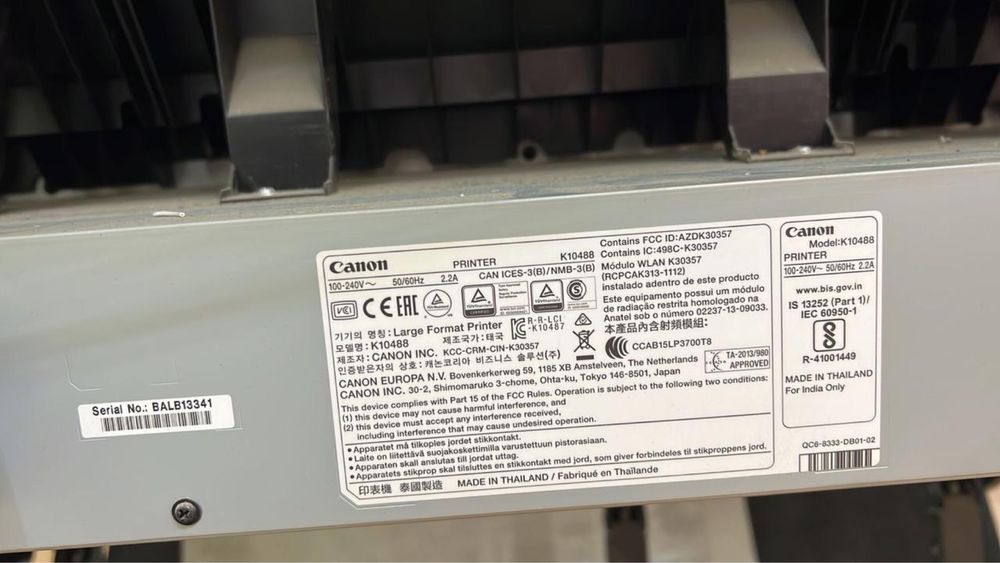 Serial No.: BALB13341
Canon PRINTER K10488
100-240V~ 50/60Hz 2.2A CAN ICES-3(B)/NMB-3(B)
VCI CE EAC
기기의 명칭: Large Format Printer R-R-LCI
모델명: K10488 제조국가: 태국 -K10487
제조자: CANON INC. KCC-CRM-CIN-K30357
인증받은자의 상호: 캐논코리아 비즈니스 솔루션(주)
CANON EUROPA N.V. Bovenkerkerweg 59, 1185 XB Amstelveen, The Netherlands
CANON INC. 30-2, Shimomaruko 3-chome, Ohta-ku, Tokyo 146-8501, Japan
Contains FCC ID:AZDK30357
Contains IC:498C-K30357
Módulo WLAN K30357
(RCPCAK313-1112)
instalado adentro de este producto
Este equipamento possui um módulo
de radiação restrita homologado na
Anatel sob o número 02237-13-09033.
本產品內含射頻模組:
CCAB15LP3700T8
TA-2013/980
APPROVED
This device complies with Part 15 of the FCC Rules. Operation is subject to the following two conditions:
(1) this device may not cause harmful interference, and
(2) this device must accept any interference received,
including interference that may cause undesired operation.
•Apparatet må tilkoples jordet stikkontakt.
•Laite on liitettävä suojakoskettimilla varustettuun pistorasiaan.
•Apparaten skall anslutas till jordat uttag.
•Apparatets stikprop skal tilsluttes en stikkontakt med jord, som giver forbindelse til stikproppens jord.
印表機 泰國製造 MADE IN THAILAND / Fabriqué en Thaïlande
Canon
Model:K10488
PRINTER
100-240V~ 50/60Hz 2.2A
www.bis.gov.in
IS 13252 (Part 1)/
IEC 60950-1
R-41001449
MADE IN THAILAND
For India Only
QC6-8333-DB01-02